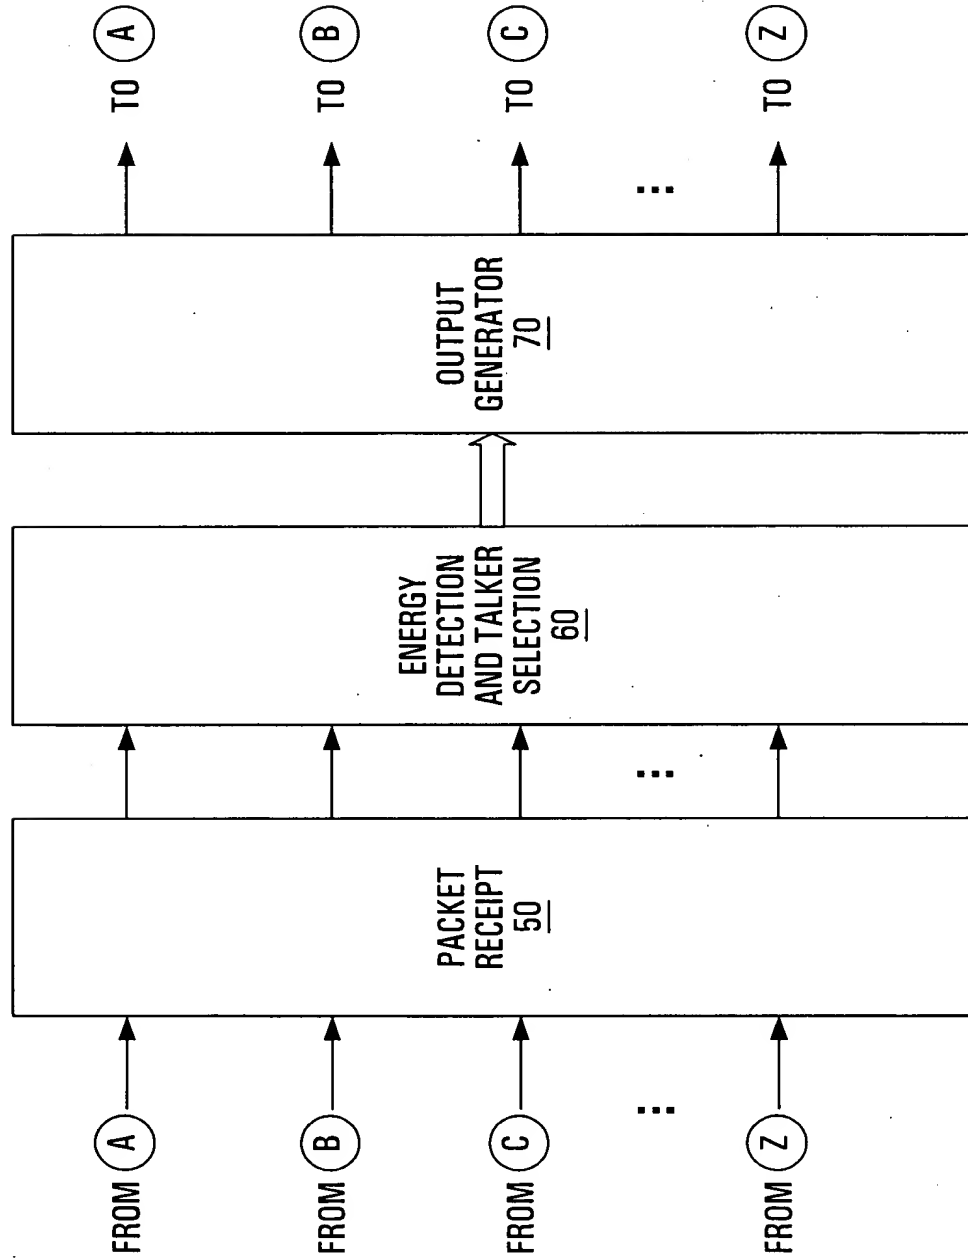 FROM A
FROM B
FROM C
...
FROM Z
PACKET
RECEIPT
50
...
ENERGY
DETECTION
AND TALKER
SELECTION
60
OUTPUT
GENERATOR
70
TO A
TO B
TO C
...
TO Z